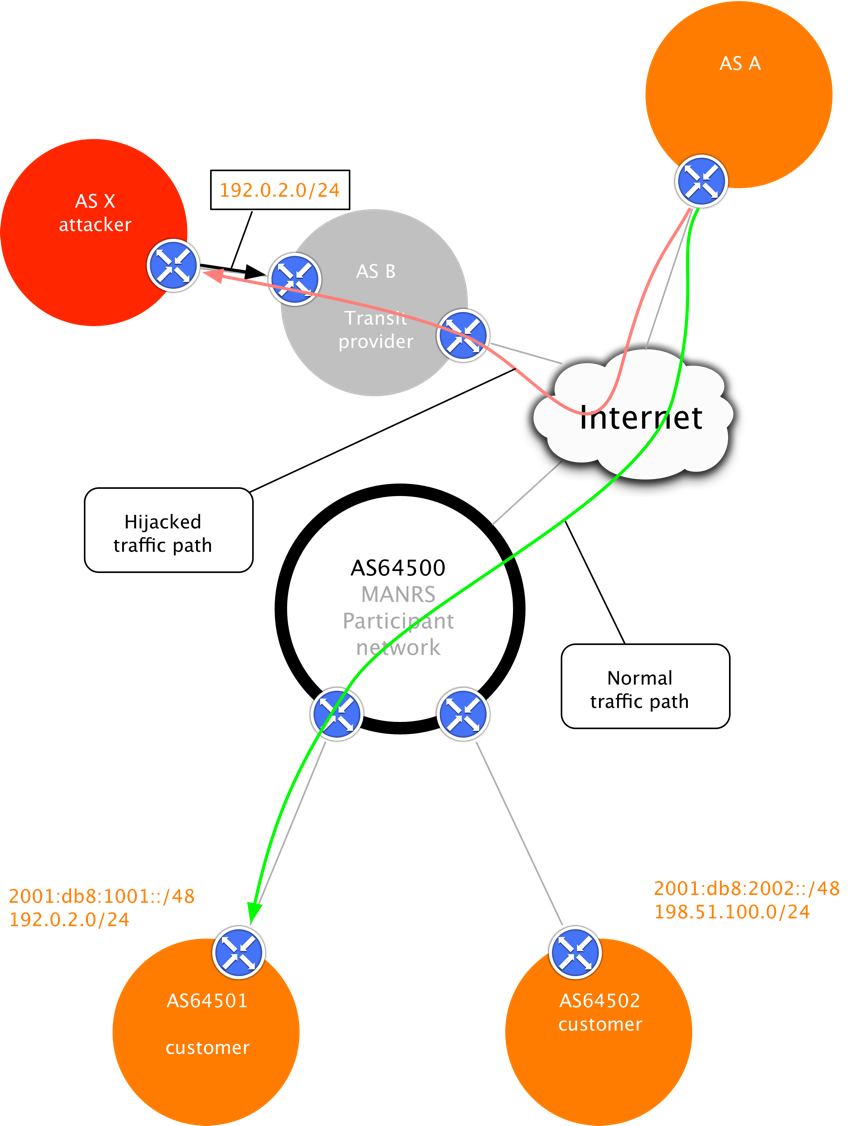 AS A
AS X
attacker
192.0.2.0/24
AS B
Transit
provider
Internet
Hijacked
traffic path
AS64500
MANRS
Participant
network
Normal
traffic path
2001:db8:1001::/48
192.0.2.0/24
2001:db8:2002::/48
198.51.100.0/24
AS64501
customer
AS64502
customer